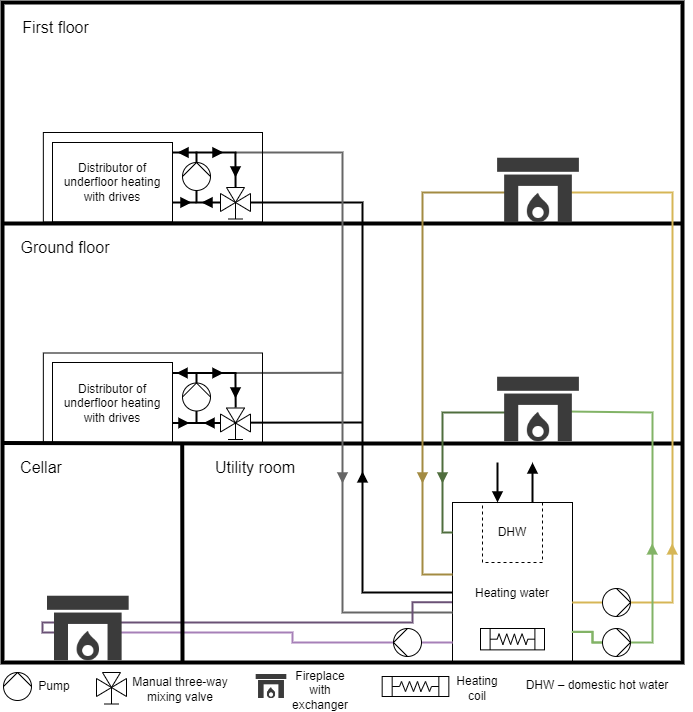 First floor
Distributor of
underfloor heating
with drives
Ground floor
Distributor of
underfloor heating
with drives
Cellar
Utility room
DHW
Heating water
Pump
Manual three-way
mixing valve
Fireplace
with
exchanger
Heating
coil
DHW – domestic hot water